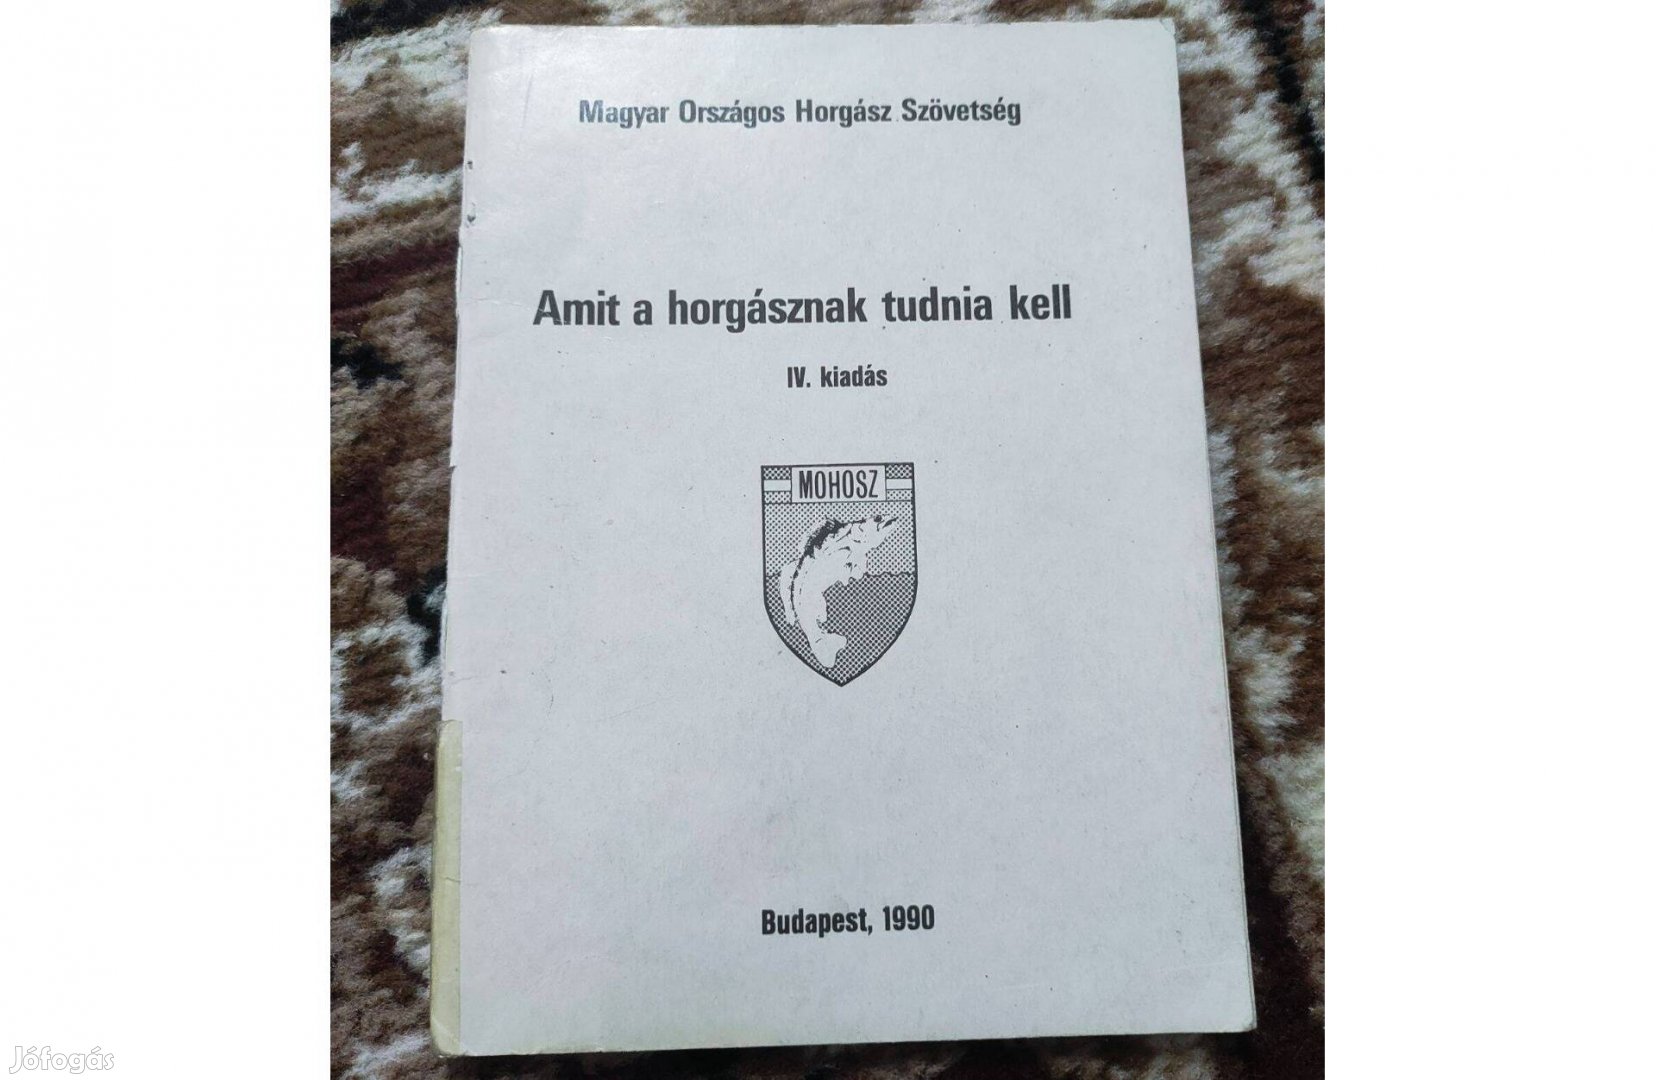 Magyar Országos Horgász Szövetség
Amit a horgásznak tudnia kell
IV. kiadás
MOHOSZ
Budapest, 1990
Jófogás